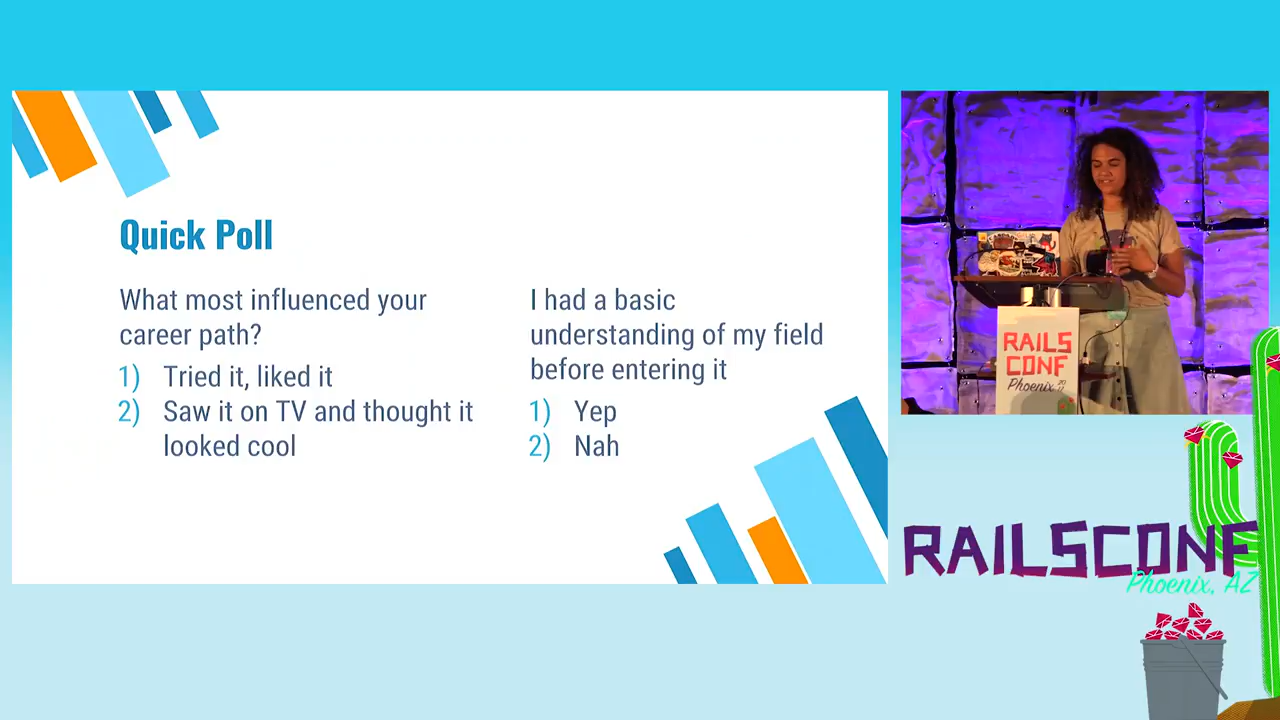 Quick Poll
What most influenced your
career path?
1) Tried it, liked it
2) Saw it on TV and thought it
looked cool
I had a basic
understanding of my field
before entering it
1) Yep
2) Nah
RAILS
CONF
Phoenix 2017
RAILSCONF
Phoenix, AZ